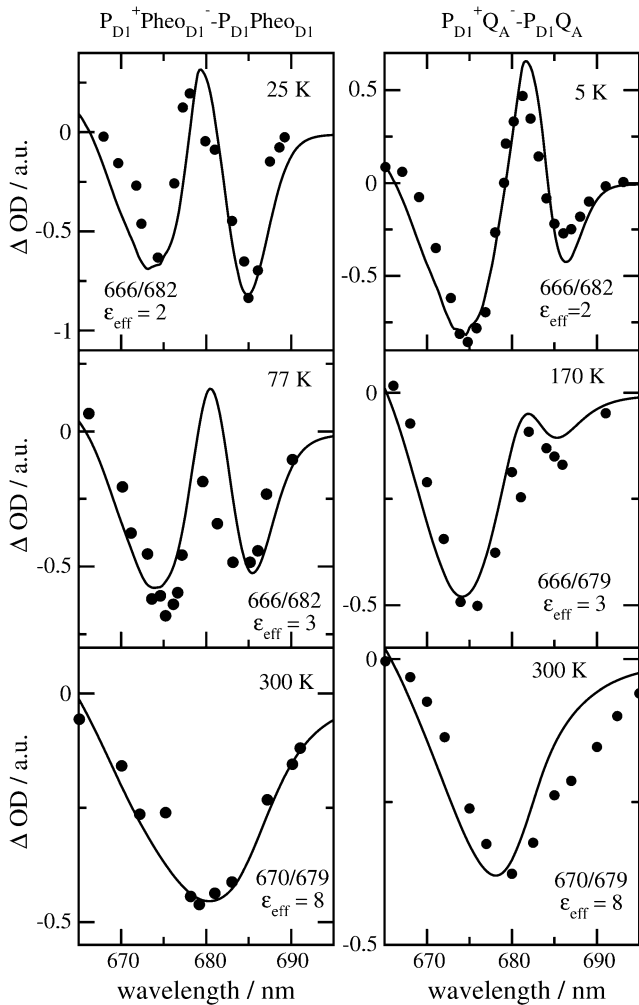 P_D1^+Pheo_D1^- -P_D1Pheo_D1
P_D1^+Q_A^- -P_D1Q_A
Δ OD / a.u.
0
-0.5
-1
25 K
666/682
ε_eff = 2
0.5
0
-0.5
5 K
666/682
ε_eff=2
Δ OD / a.u.
0
-0.5
77 K
666/682
ε_eff = 3
0
-0.5
170 K
666/679
ε_eff = 3
Δ OD / a.u.
0
-0.5
300 K
670/679
ε_eff = 8
0
-0.5
300 K
670/679
ε_eff = 8
670 680 690
670 680 690
wavelength / nm
wavelength / nm